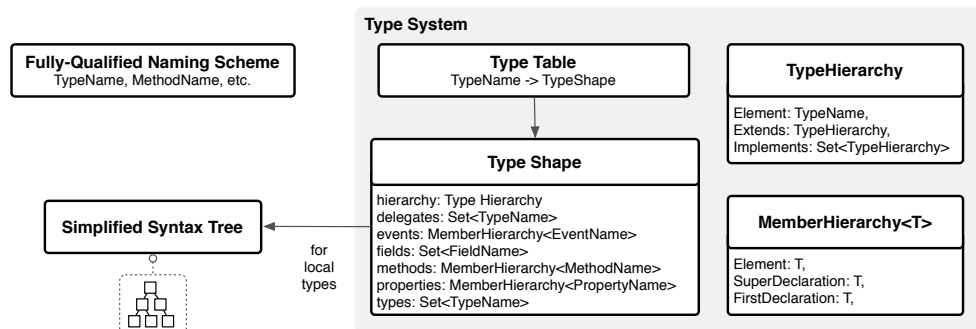 Type System
Fully-Qualified Naming Scheme
TypeName, MethodName, etc.
Type Table
TypeName -> TypeShape
TypeHierarchy
Element: TypeName,
Extends: TypeHierarchy,
Implements: Set<TypeHierarchy>
Type Shape
hierarchy: Type Hierarchy
delegates: Set<TypeName>
events: MemberHierarchy<EventName>
fields: Set<FieldName>
methods: MemberHierarchy<MethodName>
properties: MemberHierarchy<PropertyName>
types: Set<TypeName>
Simplified Syntax Tree
for
local
types
MemberHierarchy<T>
Element: T,
SuperDeclaration: T,
FirstDeclaration: T,